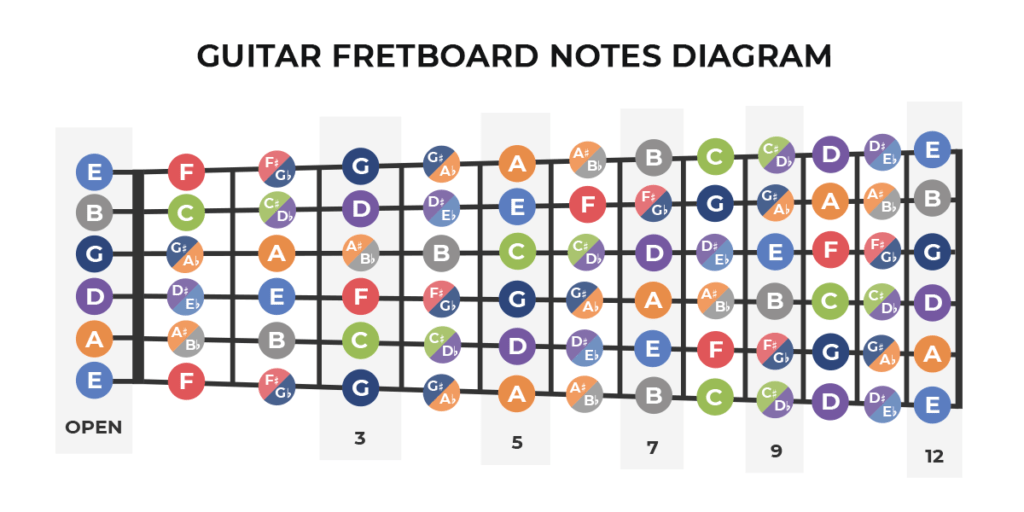 GUITAR FRETBOARD NOTES DIAGRAM
E F F♯ G♭ G G♯ A♭ A A♯ B♭ B C C♯ D♭ D D♯ E♭ E
B C C♯ D♭ D D♯ E♭ E F F♯ G♭ G G♯ A♭ A A♯ B♭ B
G G♯ A♭ A A♯ B♭ B C C♯ D♭ D D♯ E♭ E F F♯ G♭ G
D D♯ E♭ E F F♯ G♭ G G♯ A♭ A A♯ B♭ B C C♯ D♭ D
A A♯ B♭ B C C♯ D♭ D D♯ E♭ E F F♯ G♭ G G♯ A♭ A
E F F♯ G♭ G G♯ A♭ A A♯ B♭ B C C♯ D♭ D D♯ E♭ E
OPEN 3 5 7 9 12